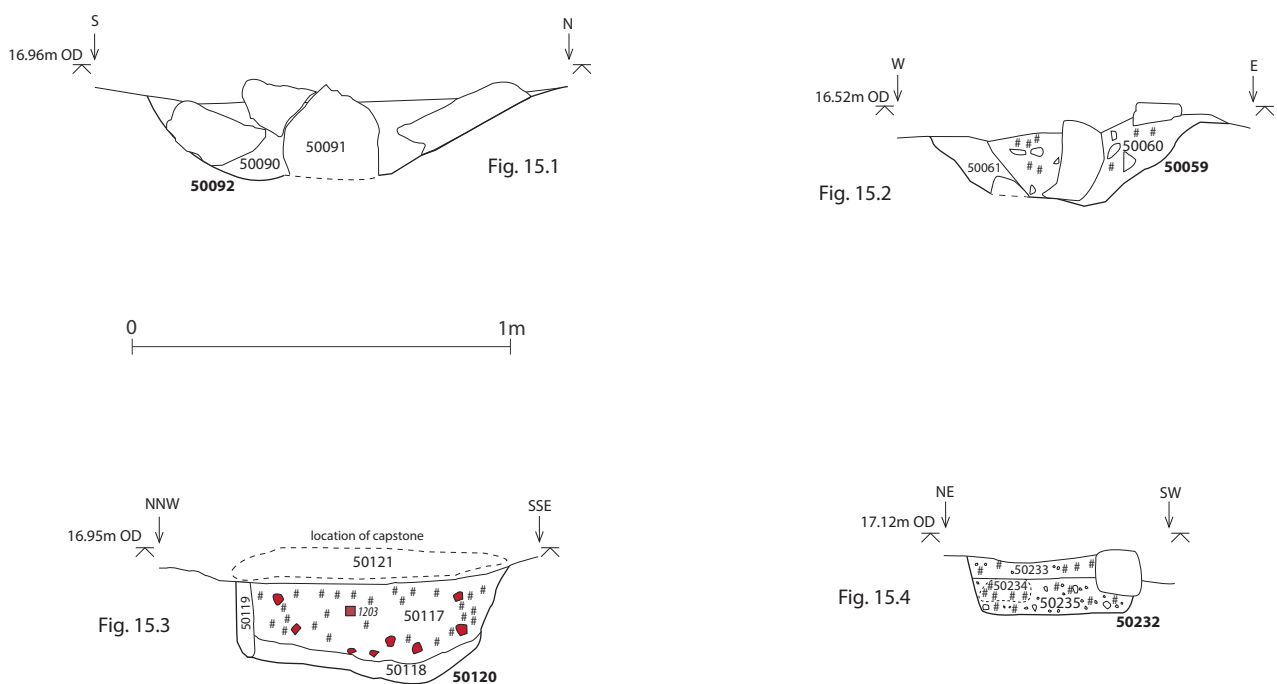 S
N
16.96m OD
50091
50090
50092
Fig. 15.1
W
E
16.52m OD
50060
50061
50059
Fig. 15.2
0
1m
NNW
SSE
16.95m OD
location of capstone
50121
50119
1203
50117
50118
50120
Fig. 15.3
NE
SW
17.12m OD
50233
50234
50235
50232
Fig. 15.4